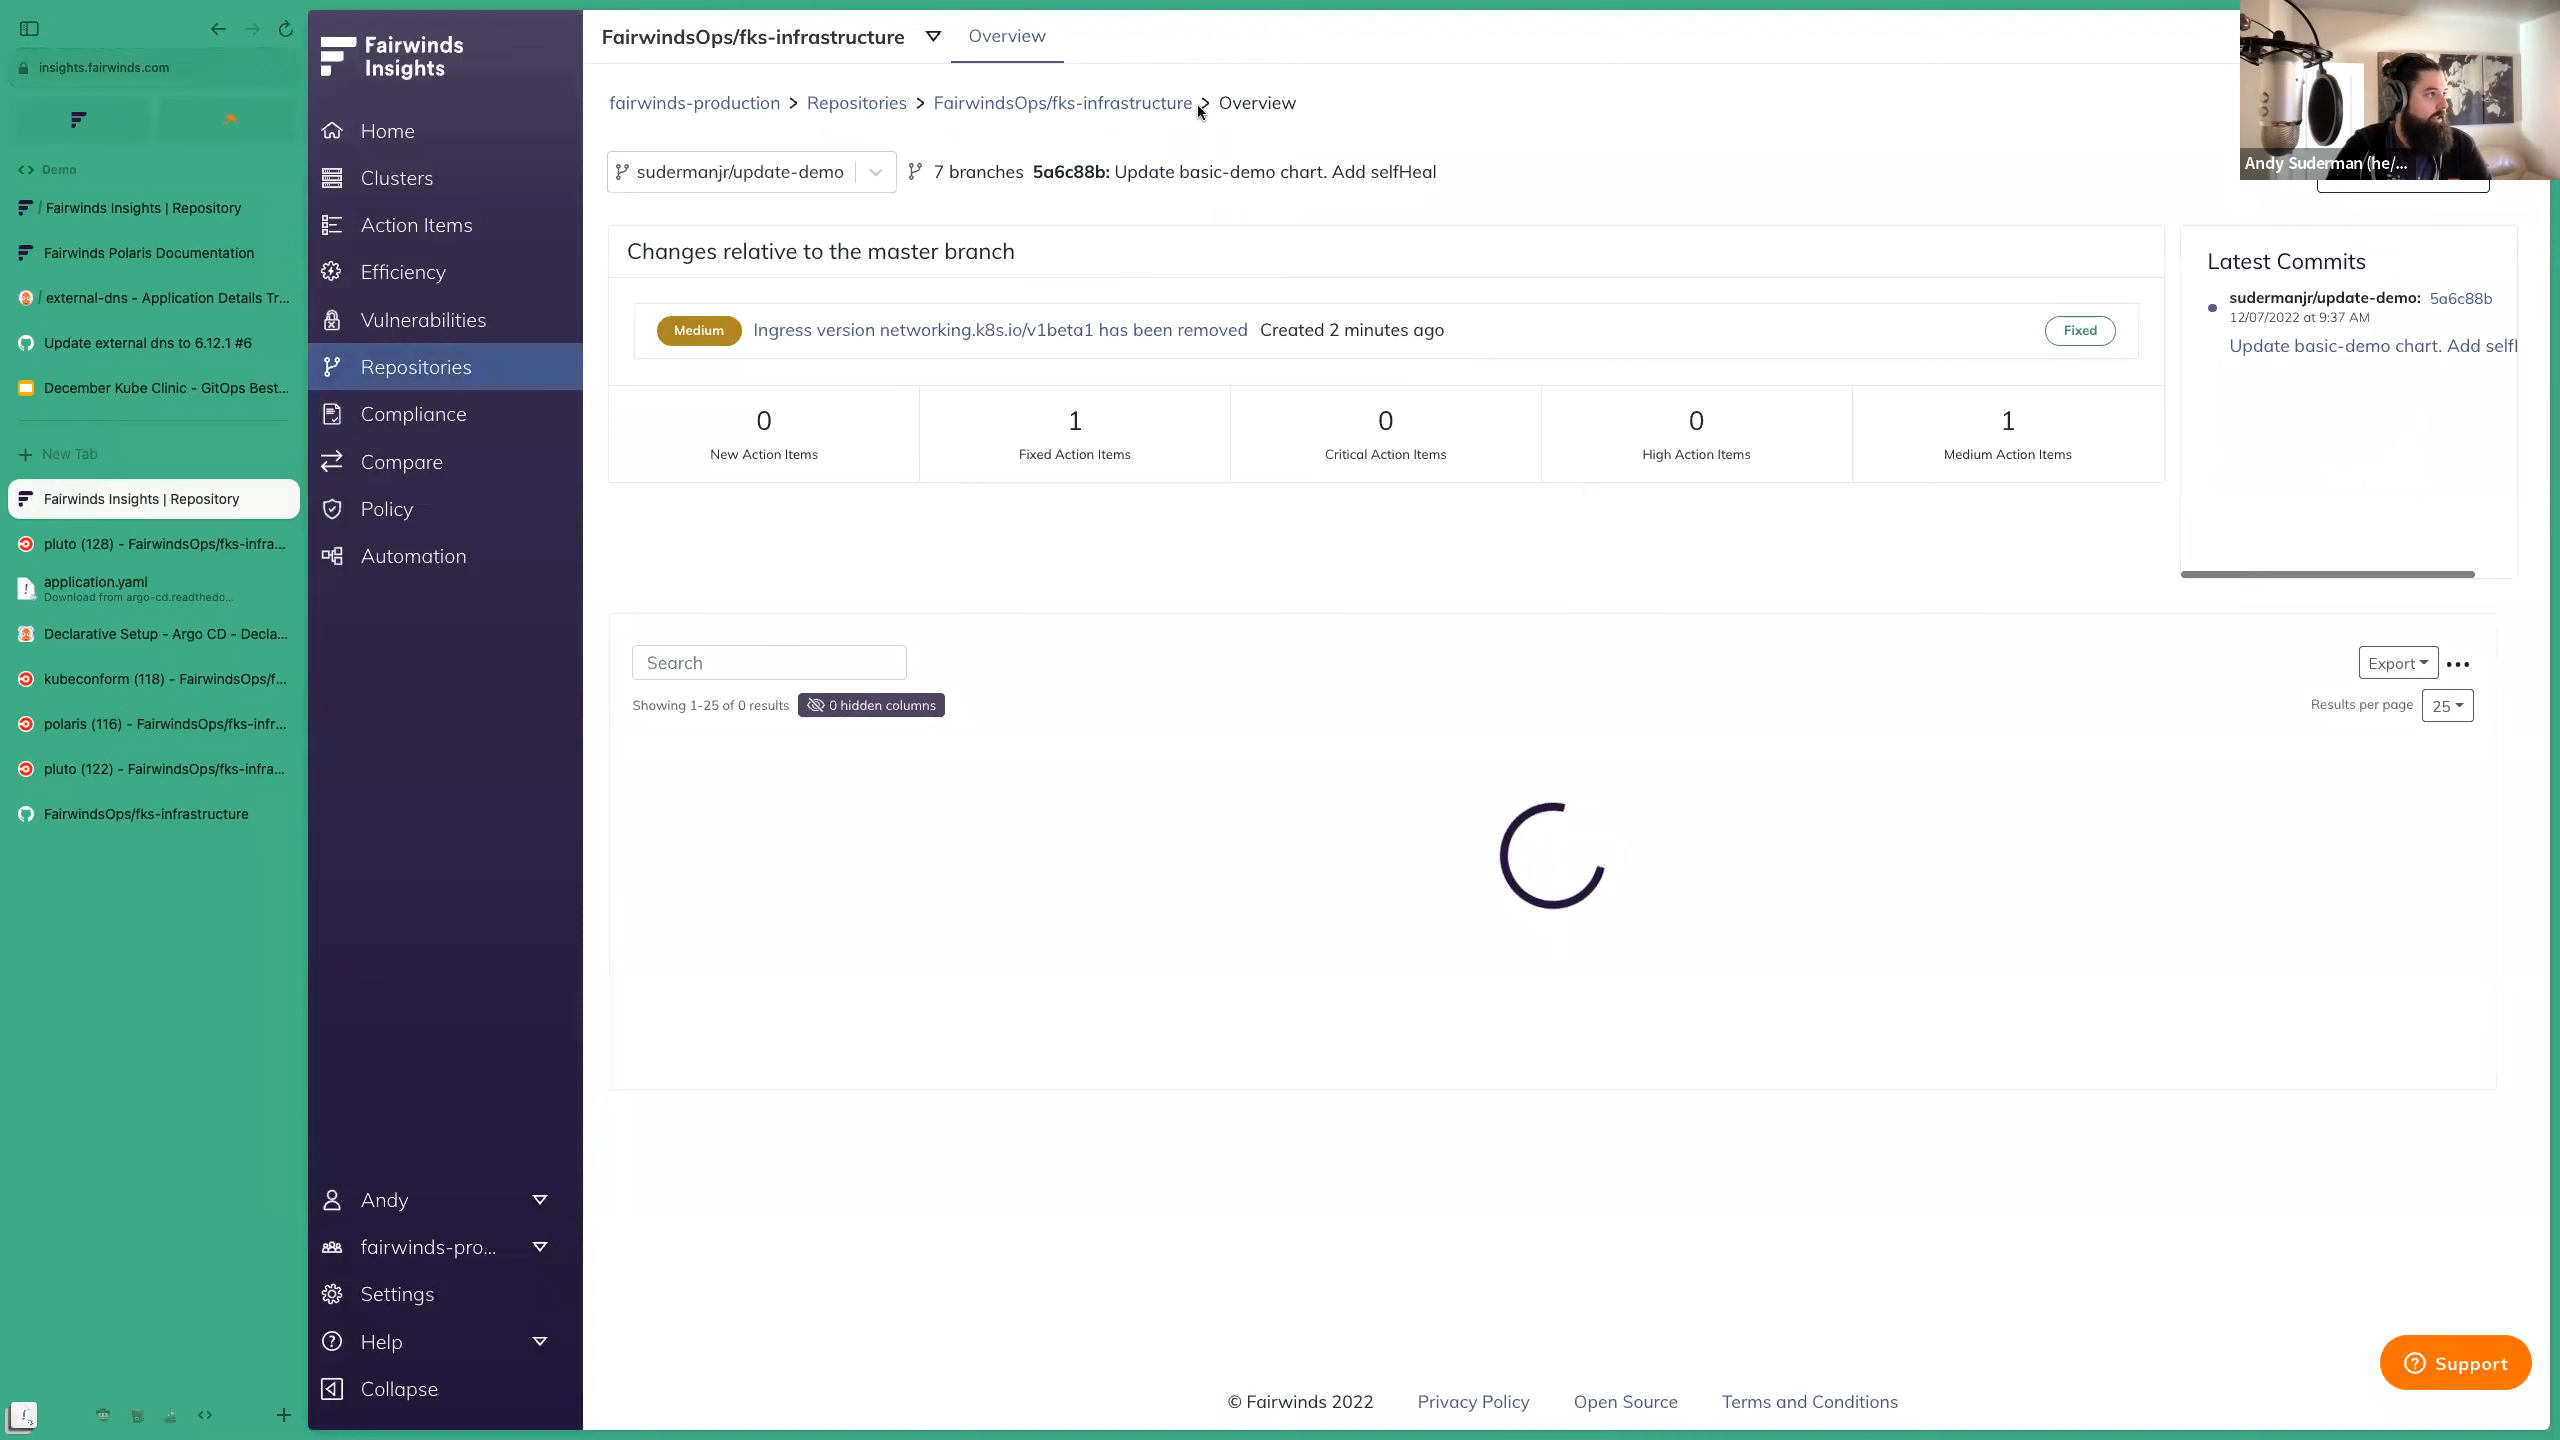 insights.fairwinds.com
Demo
/ Fairwinds Insights | Repository
Fairwinds Polaris Documentation
/ external-dns - Application Details Tr...
Update external dns to 6.12.1 #6
December Kube Clinic - GitOps Best...
New Tab
Fairwinds Insights | Repository
pluto (128) - FairwindsOps/fks-infra...
application.yaml
Download from argo-cd.readthedo...
Declarative Setup - Argo CD - Decla...
kubeconform (118) - FairwindsOps/f...
polaris (116) - FairwindsOps/fks-infr...
pluto (122) - FairwindsOps/fks-infra...
FairwindsOps/fks-infrastructure
Fairwinds
Insights
Home
Clusters
Action Items
Efficiency
Vulnerabilities
Repositories
Compliance
Compare
Policy
Automation
Andy
fairwinds-pro...
Settings
Help
Collapse
FairwindsOps/fks-infrastructure
Overview
fairwinds-production > Repositories > FairwindsOps/fks-infrastructure > Overview
sudermanjr/update-demo
7 branches 5a6c88b: Update basic-demo chart. Add selfHeal
Andy Suderman (he/...
Changes relative to the master branch
Medium Ingress version networking.k8s.io/v1beta1 has been removed Created 2 minutes ago Fixed
0 1 0 0 1
New Action Items Fixed Action Items Critical Action Items High Action Items Medium Action Items
Latest Commits
sudermanjr/update-demo: 5a6c88b
12/07/2022 at 9:37 AM
Update basic-demo chart. Add selfH
Search
Export
Showing 1-25 of 0 results
0 hidden columns
Results per page 25
Support
© Fairwinds 2022 Privacy Policy Open Source Terms and Conditions